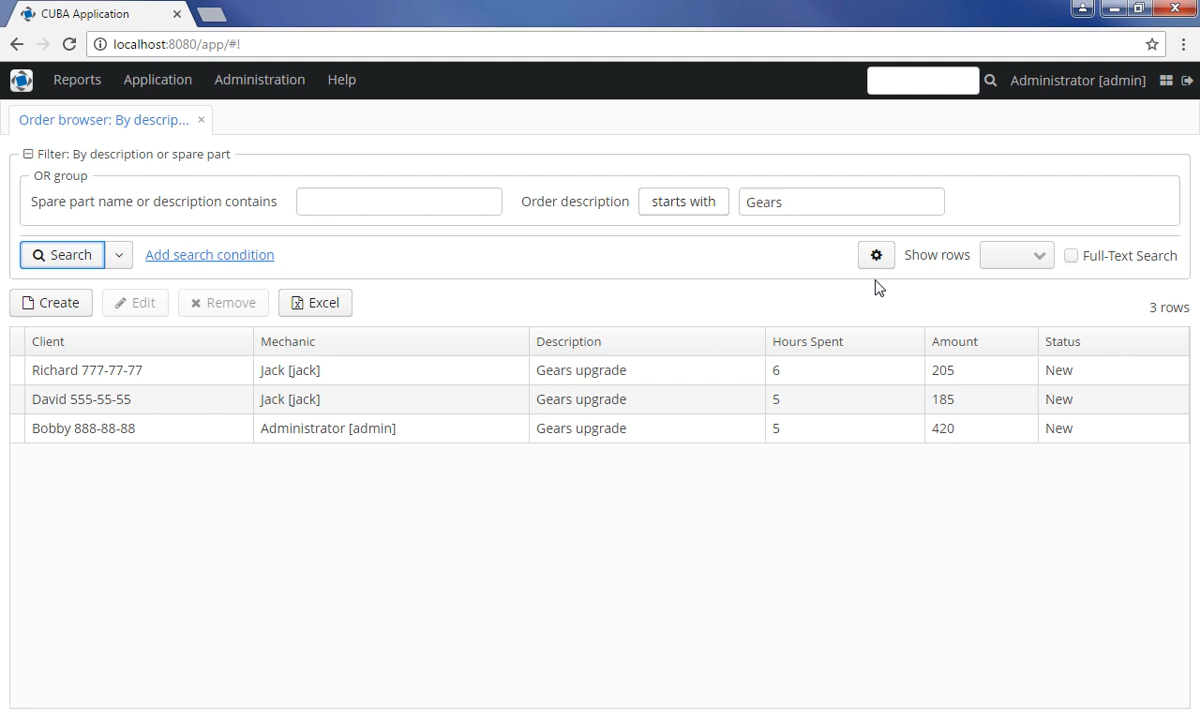 CUBA Application
localhost:8080/app/#!
Reports Application Administration Help Administrator [admin]
Order browser: By descrip...
Filter: By description or spare part
OR group
Spare part name or description contains Order description starts with Gears
Search Add search condition Show rows Full-Text Search
Create Edit Remove Excel 3 rows
Client Mechanic Description Hours Spent Amount Status
Richard 777-77-77 Jack [jack] Gears upgrade 6 205 New
David 555-55-55 Jack [jack] Gears upgrade 5 185 New
Bobby 888-88-88 Administrator [admin] Gears upgrade 5 420 New